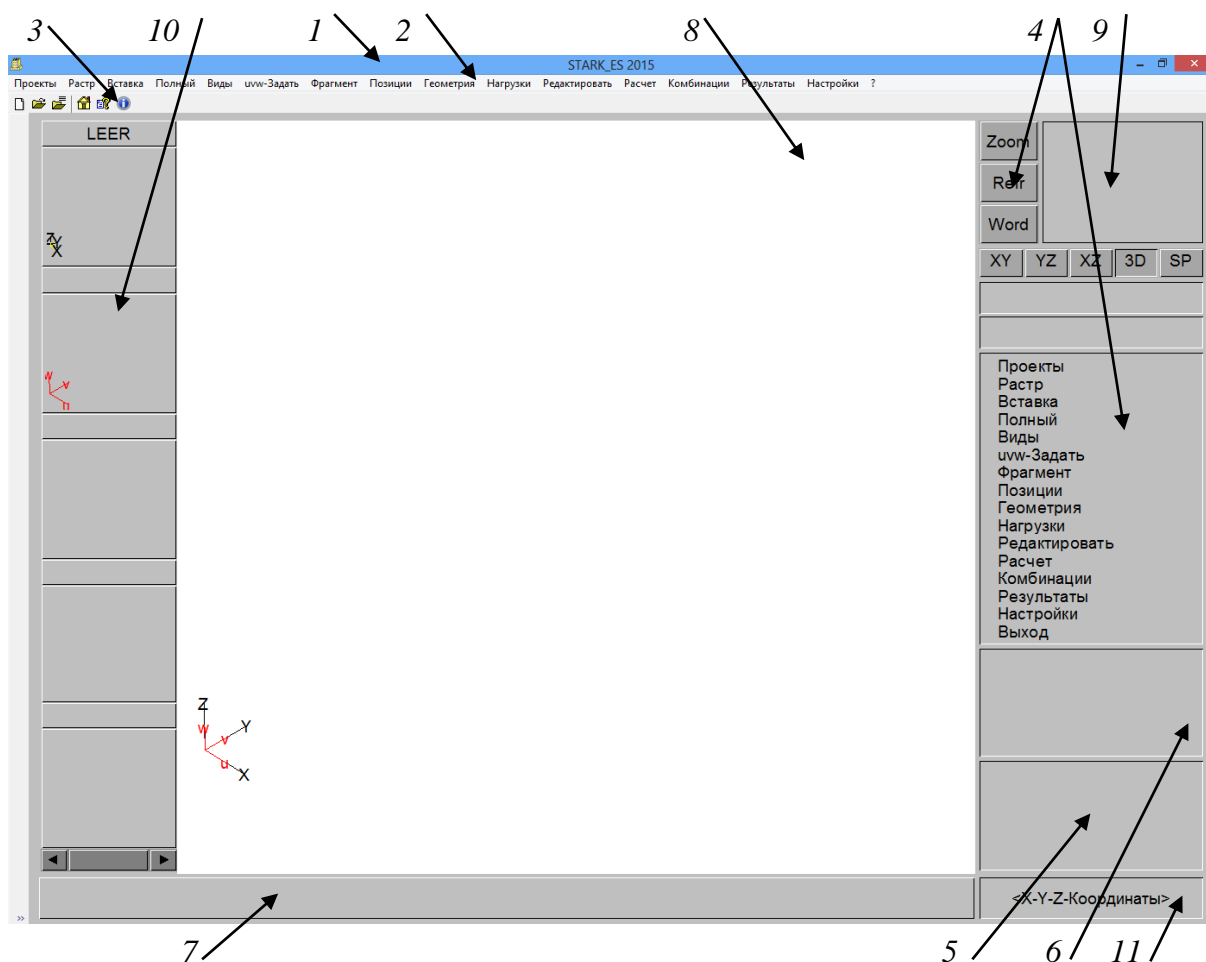 3 10 1 2 8 4 9
STARK_ES 2015
Проекты Растр Вставка Полный Виды uvw-Задать Фрагмент Позиции Геометрия Нагрузки Редактировать Расчет Комбинации Результаты Настройки ?
LEER
Z
Y
X
w
v
u
Z
Y
w
v
u
X
Zoom
Refr
Word
XY YZ XZ 3D SP
Проекты
Растр
Вставка
Полный
Виды
uvw-Задать
Фрагмент
Позиции
Геометрия
Нагрузки
Редактировать
Расчет
Комбинации
Результаты
Настройки
Выход
<X-Y-Z-Координаты>
7 5 6 11